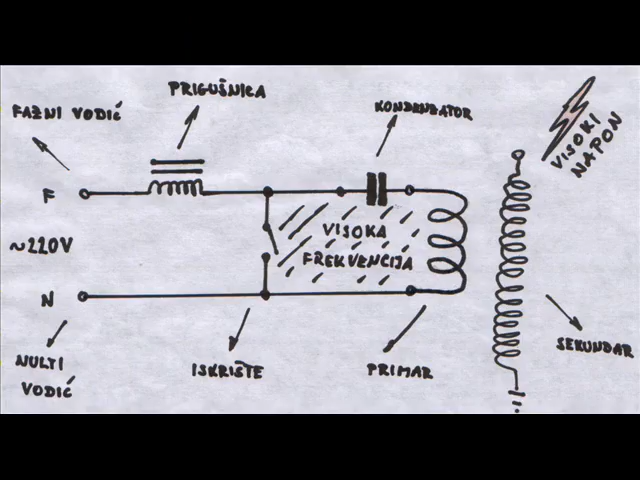 FAZNI VODIĆ
PRIGUŠNICA
KONDENZATOR
VISOKI
NAPON
F
~220V
VISOKA
FREKVENCIJA
N
NULTI
VODIĆ
ISKRIŠTE
PRIMAR
SEKUNDAR